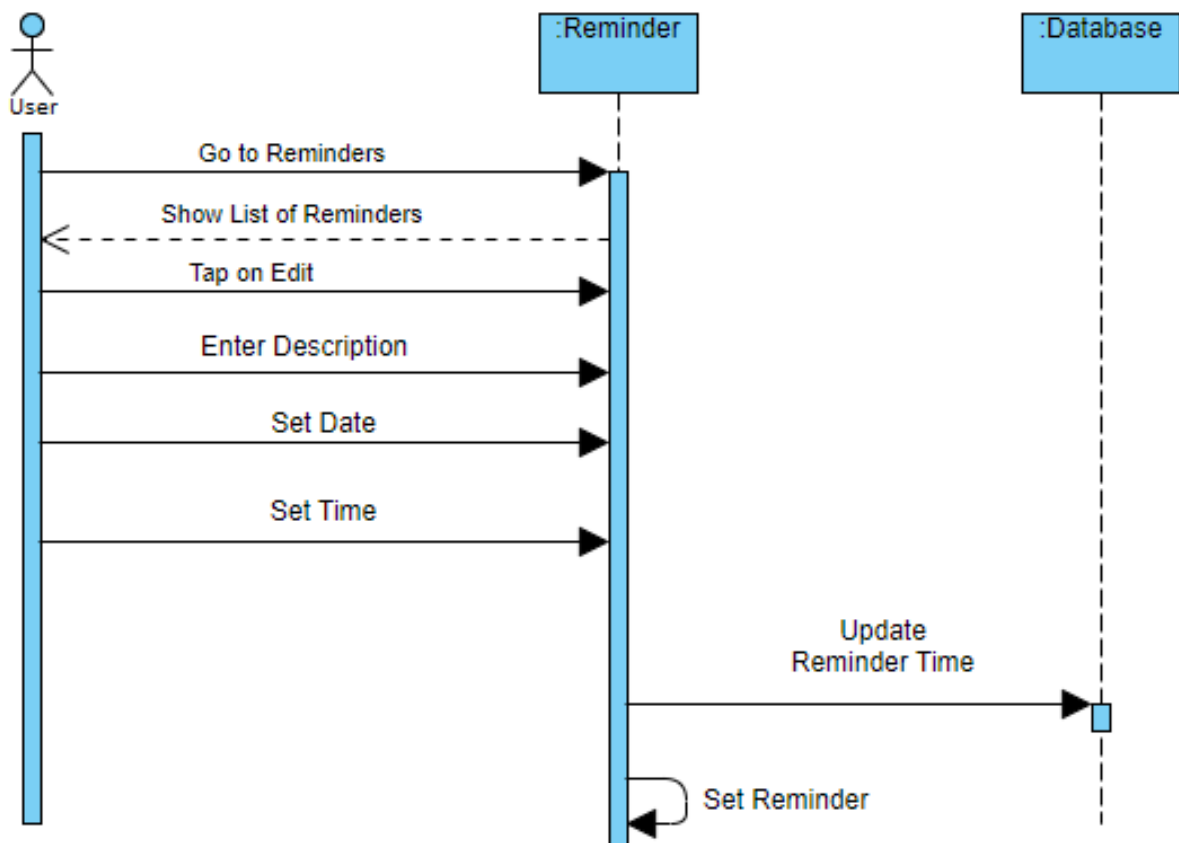 :Reminder
:Database
User
Go to Reminders
Show List of Reminders
Tap on Edit
Enter Description
Set Date
Set Time
Update
Reminder Time
Set Reminder